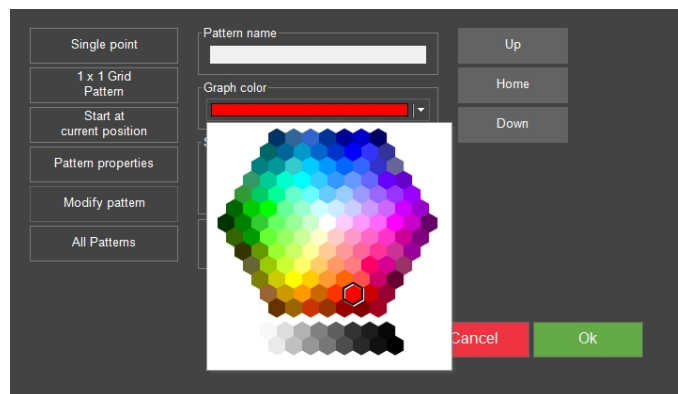 Single point
1 x 1 Grid
Pattern
Start at
current position
Pattern properties
Modify pattern
All Patterns
Pattern name
Graph color
Up
Home
Down
Cancel
Ok